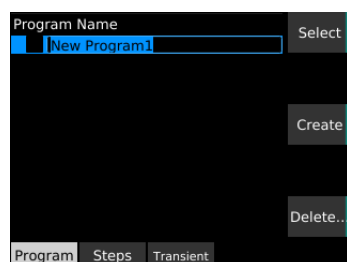 Program Name
Select
New Program1
Create
Delete...
Program
Steps
Transient